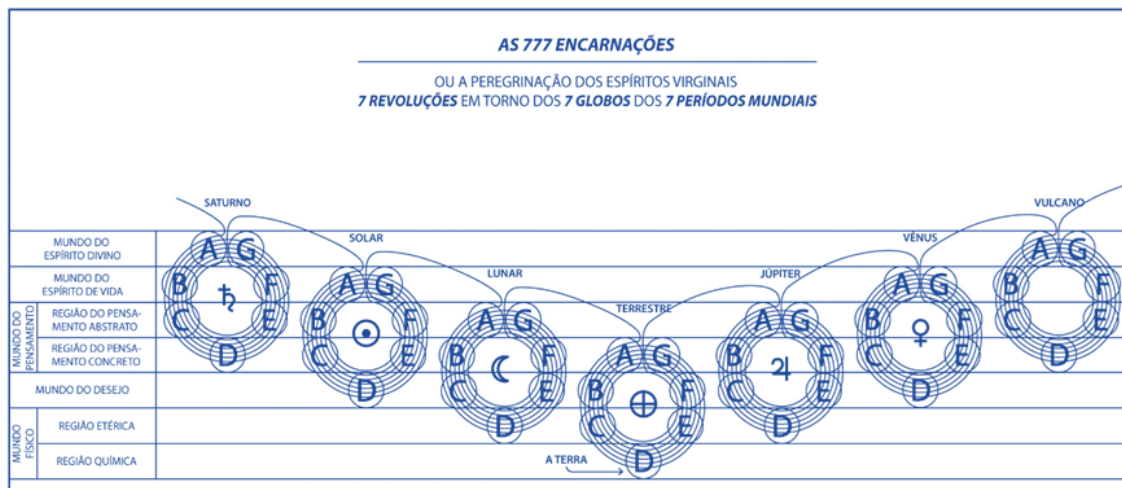 AS 777 ENCARNAÇÕES
OU A PEREGRINAÇÃO DOS ESPÍRITOS VIRGINAIS
7 REVOLUÇÕES EM TORNO DOS 7 GLOBOS DOS 7 PERÍODOS MUNDIAIS
SATURNO
SOLAR
LUNAR
TERRESTRE
JÚPITER
VÊNUS
VULCANO
MUNDO DO
ESPÍRITO DIVINO
MUNDO DO
ESPÍRITO DE VIDA
MUNDO DO
PENSAMENTO
REGIÃO DO PENSA-
MENTO ABSTRATO
REGIÃO DO PENSA-
MENTO CONCRETO
MUNDO DO DESEJO
MUNDO
FÍSICO
REGIÃO ETÉRICA
REGIÃO QUÍMICA
A TERRA
A G
B F
C E
D
A G
B F
C E
D
A G
B F
C E
D
A G
B F
C E
D
A G
B F
C E
D
A G
B F
C E
D
A G
B F
C E
D